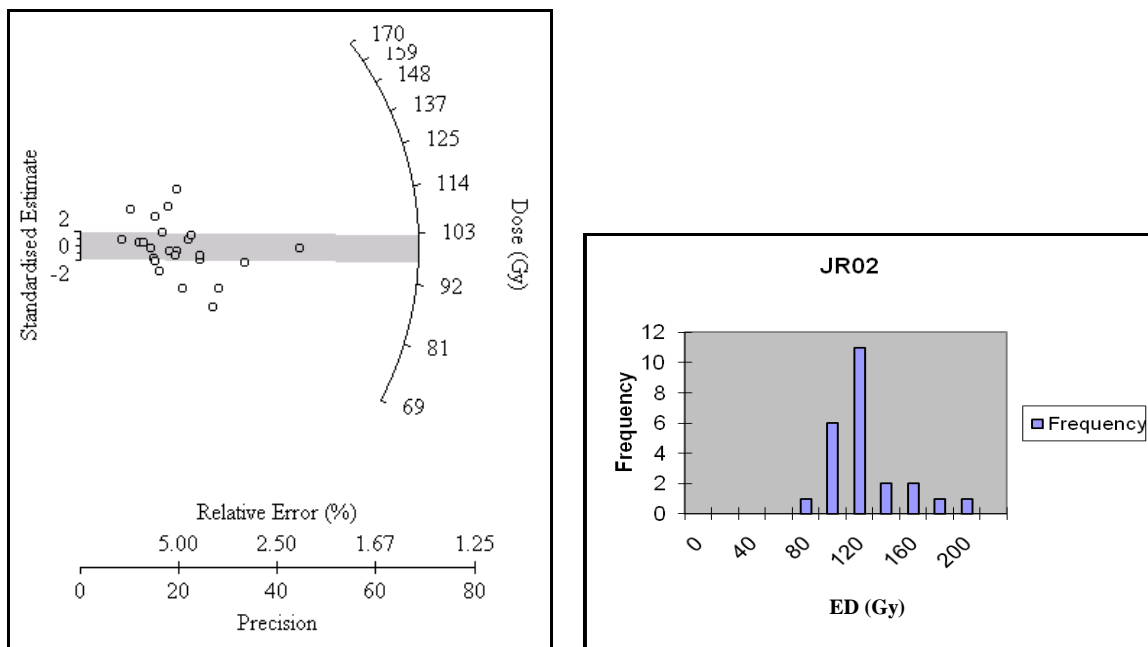 170
159
148
137
125
114
103
92
81
69
Dose (Gy)
Standardised Estimate
2
0
-2
Relative Error (%)
5.00 2.50 1.67 1.25
0 20 40 60 80
Precision
JR02
12
10
8
6
4
2
0
Frequency
0 40 80 120 160 200
ED (Gy)
Frequency